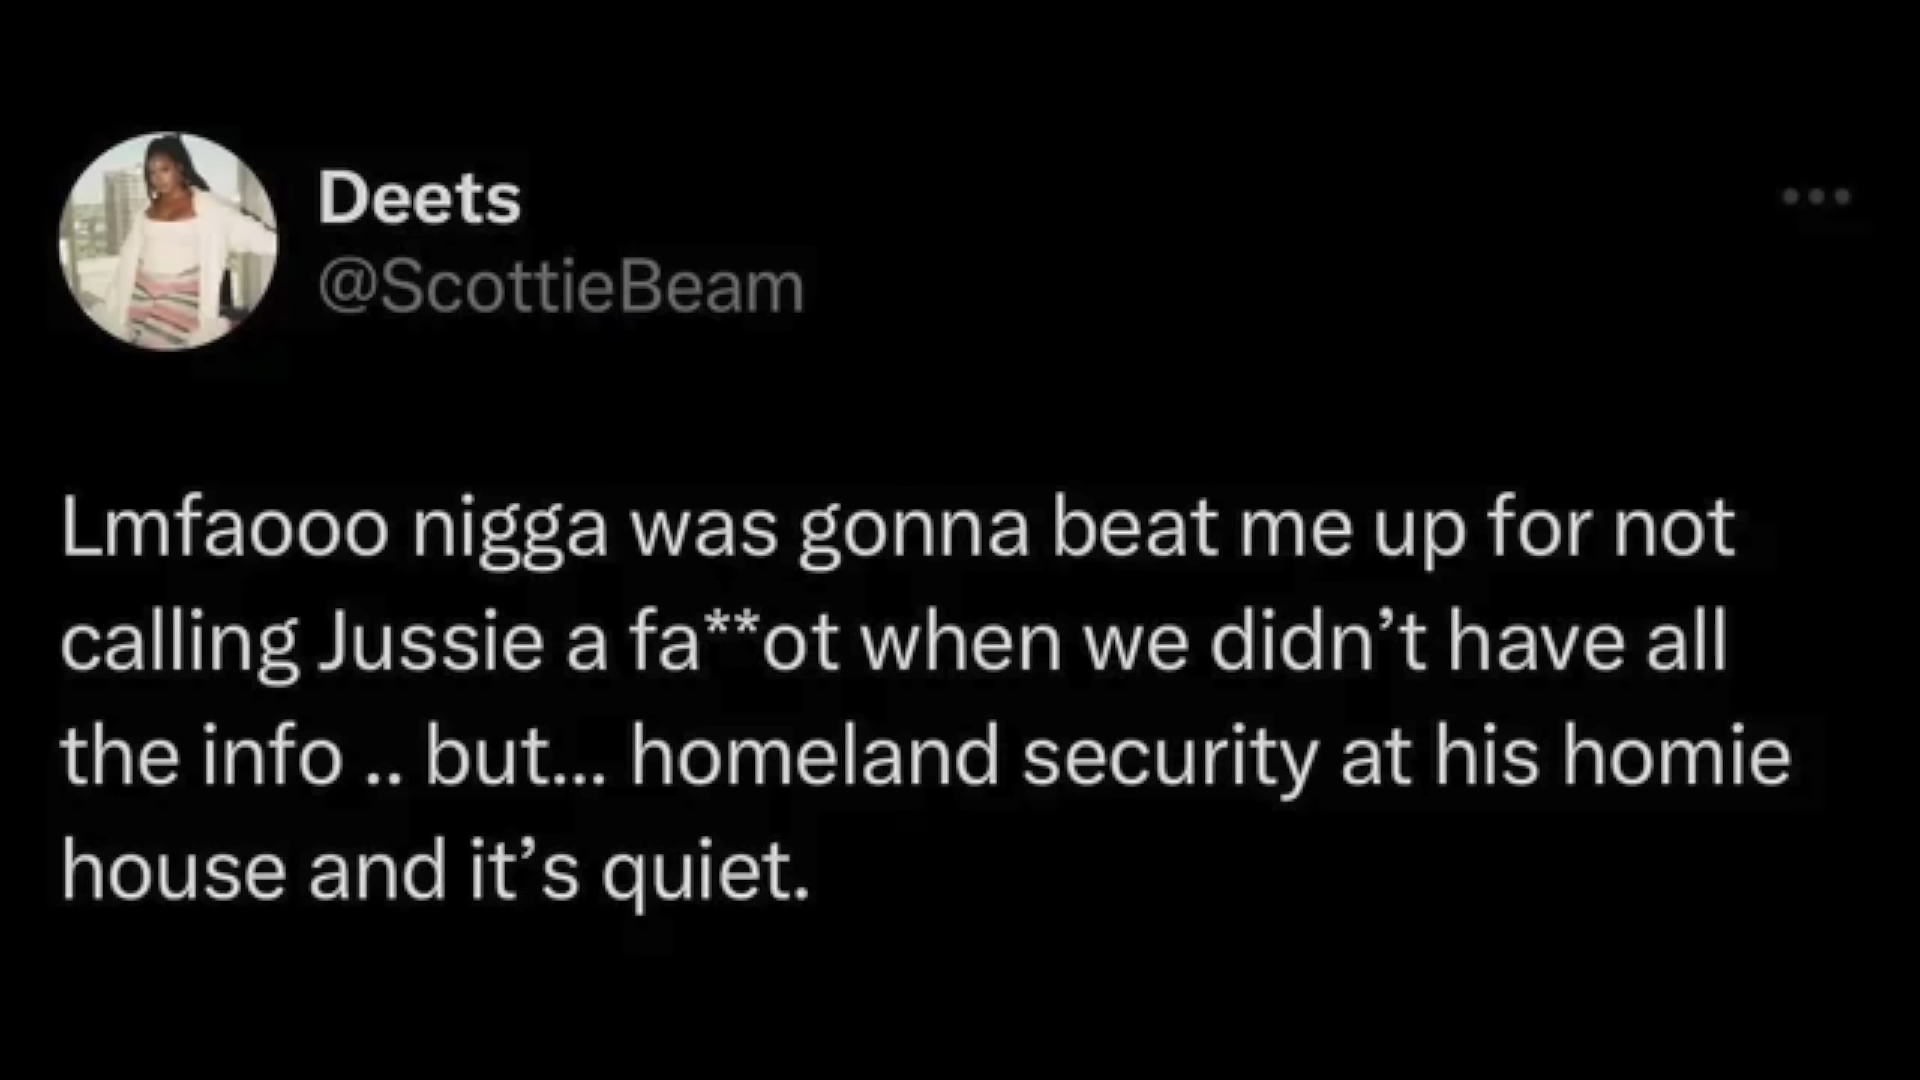 Deets
@ScottieBeam
Lmfaooo nigga was gonna beat me up for not
calling Jussie a fa**ot when we didn’t have all
the info .. but... homeland security at his homie
house and it’s quiet.